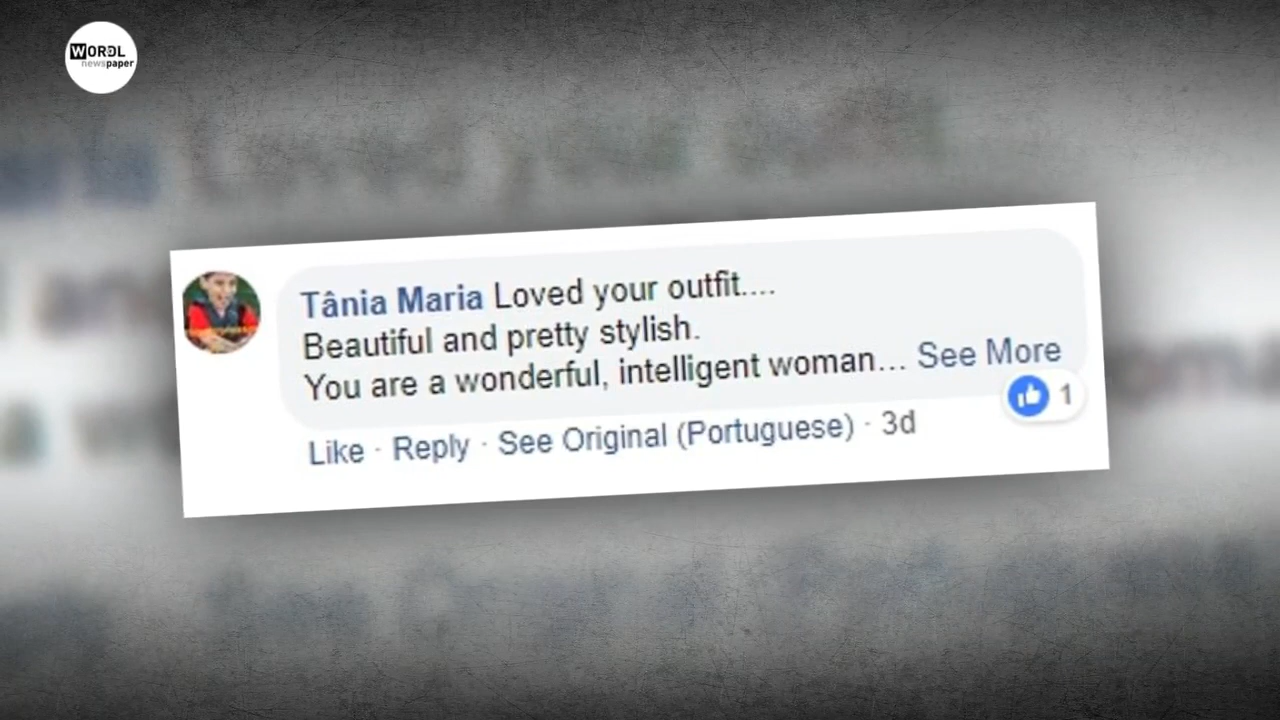 WORDL
newspaper
Tânia Maria Loved your outfit....
Beautiful and pretty stylish.
You are a wonderful, intelligent woman... See More
1
Like · Reply · See Original (Portuguese) · 3d